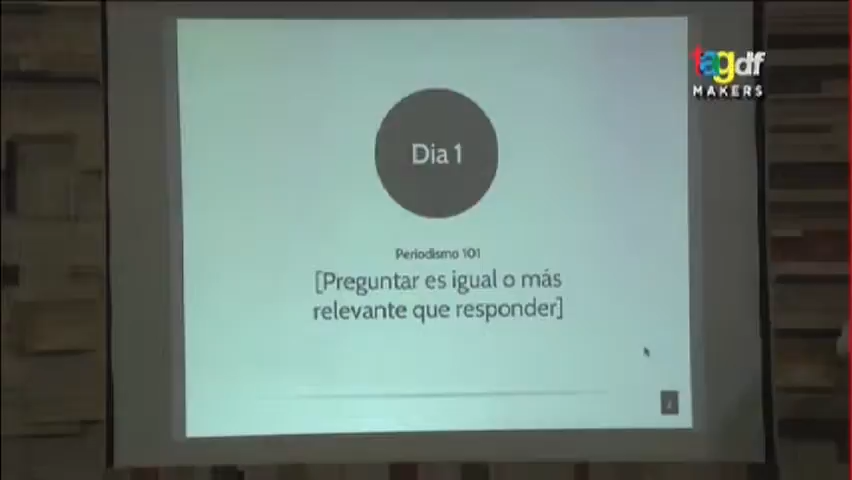 tagdf
MAKERS
Dia 1
Periodismo 101
[Preguntar es igual o más
relevante que responder]